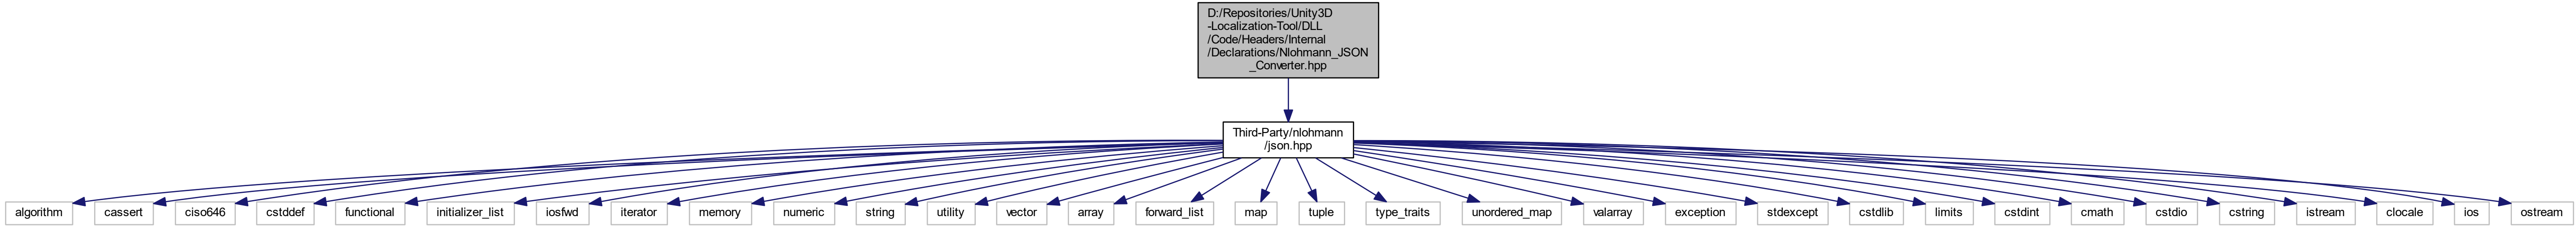 D:/Repositories/Unity3D
-Localization-Tool/DLL
/Code/Headers/Internal
/Declarations/Nlohmann_JSON
_Converter.hpp
Third-Party/nlohmann
/json.hpp
algorithm
cassert
ciso646
cstddef
functional
initializer_list
iosfwd
iterator
memory
numeric
string
utility
vector
array
forward_list
map
tuple
type_traits
unordered_map
valarray
exception
stdexcept
cstdlib
limits
cstdint
cmath
cstdio
cstring
istream
clocale
ios
ostream